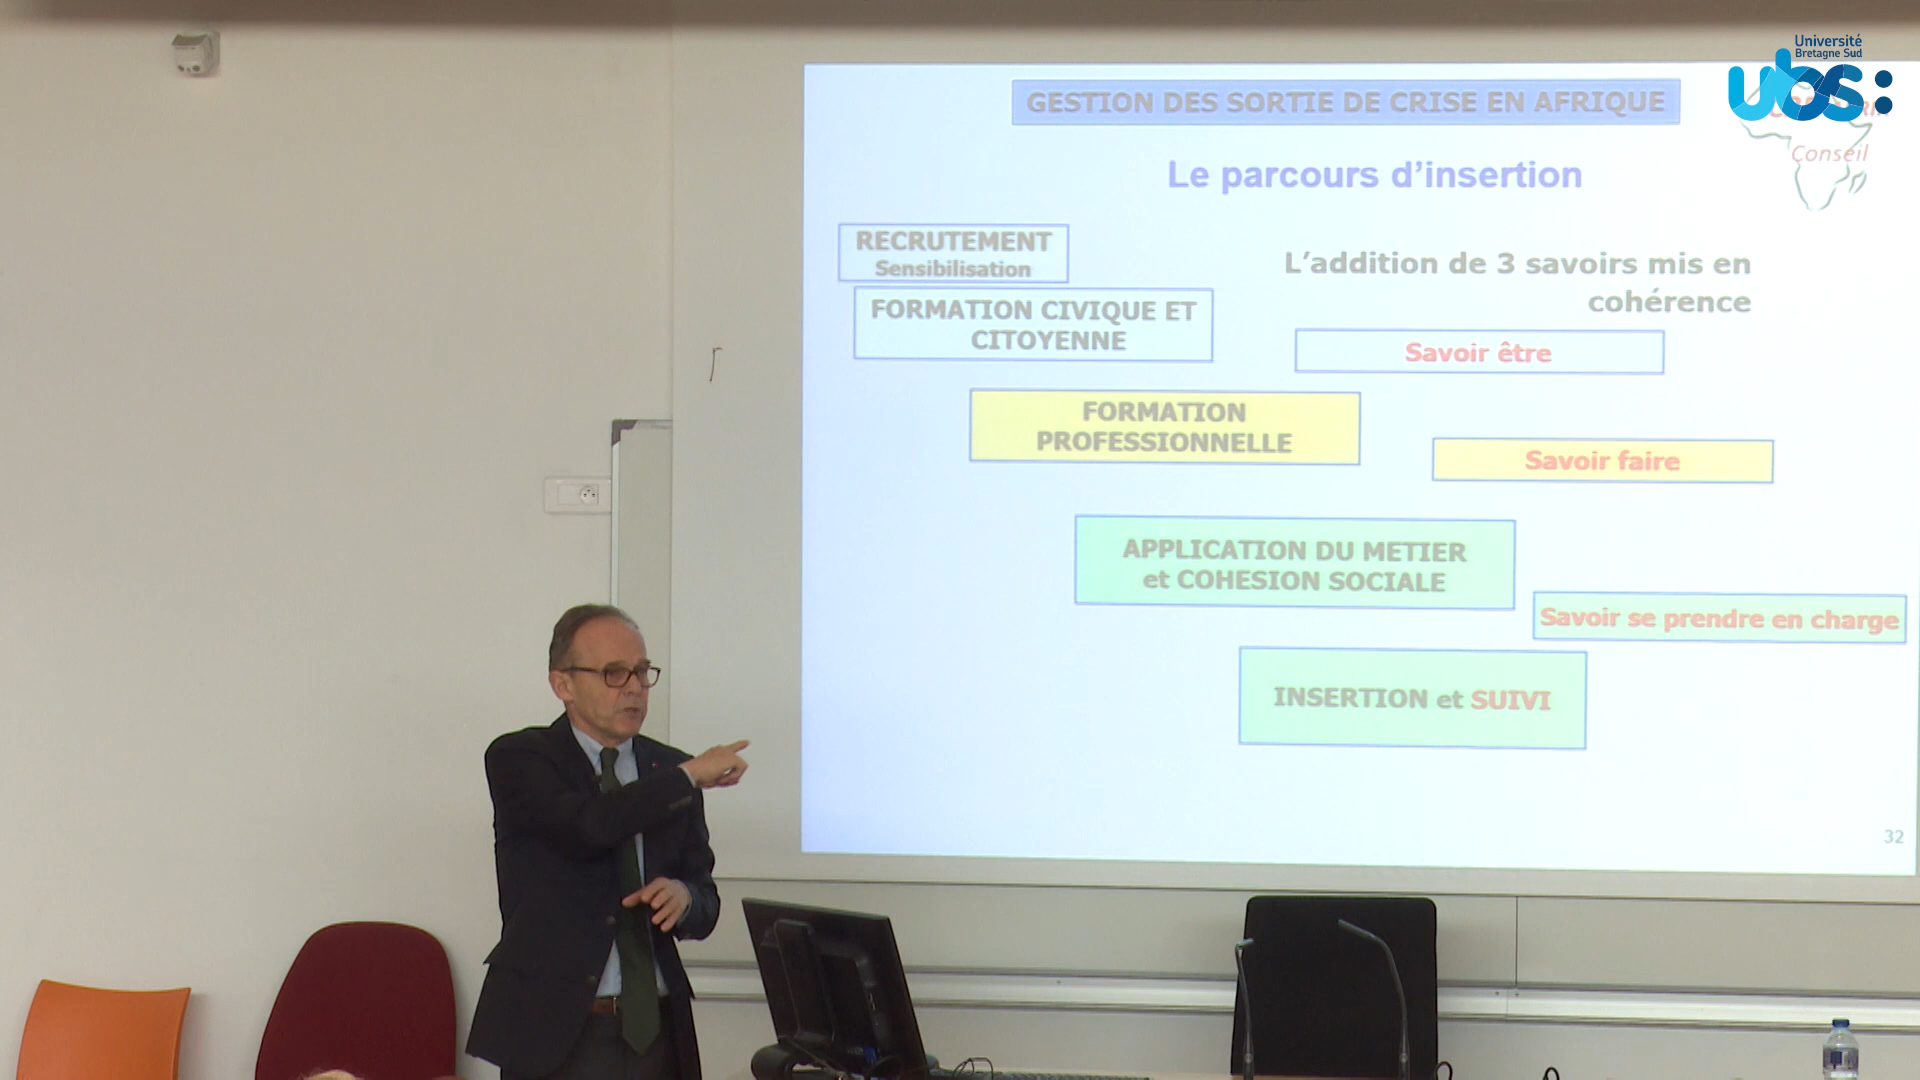 Université
Bretagne Sud
ubs:
GESTION DES SORTIE DE CRISE EN AFRIQUE
Conseil
Le parcours d'insertion
RECRUTEMENT
Sensibilisation
L'addition de 3 savoirs mis en
cohérence
FORMATION CIVIQUE ET
CITOYENNE
Savoir être
FORMATION
PROFESSIONNELLE
Savoir faire
APPLICATION DU METIER
et COHESION SOCIALE
Savoir se prendre en charge
INSERTION et SUIVI
32